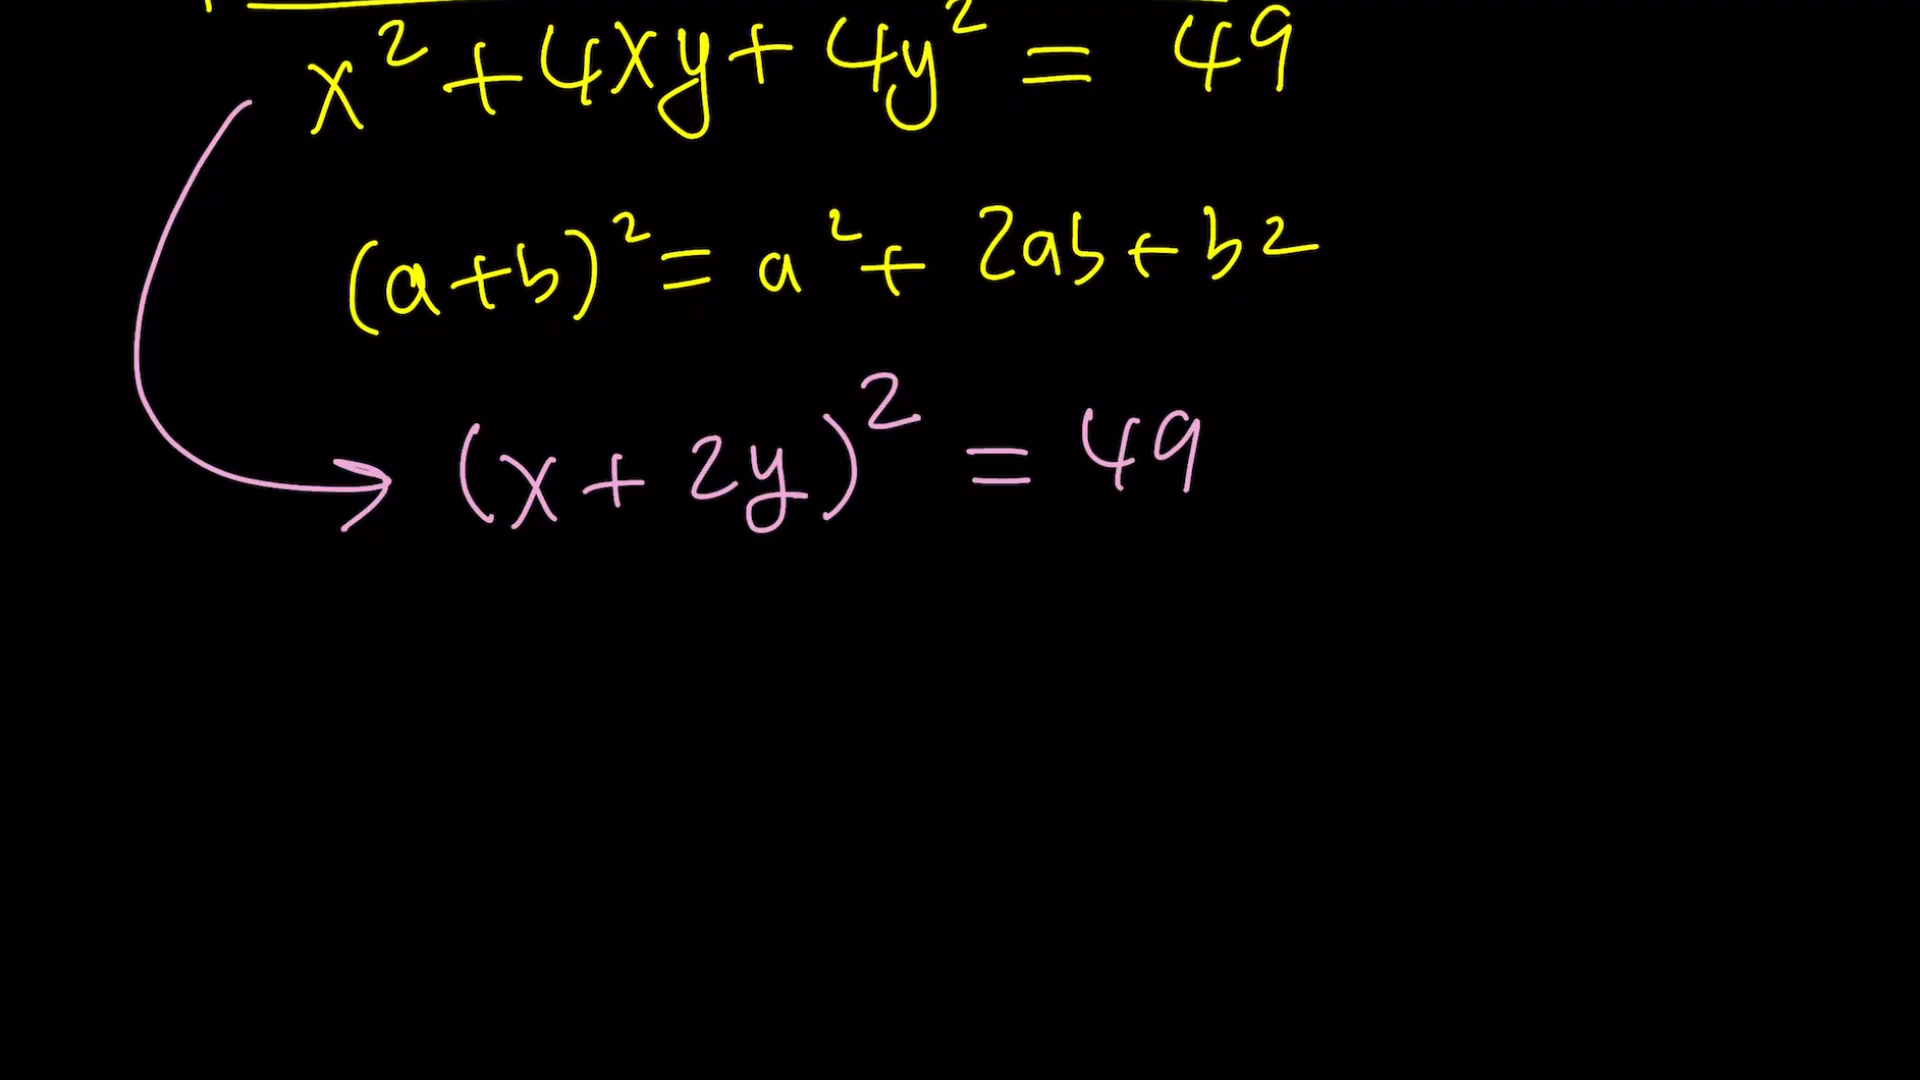 x² + 4xy + 4y² = 49
(a+b)² = a² + 2ab + b2
(x + 2y)² = 49